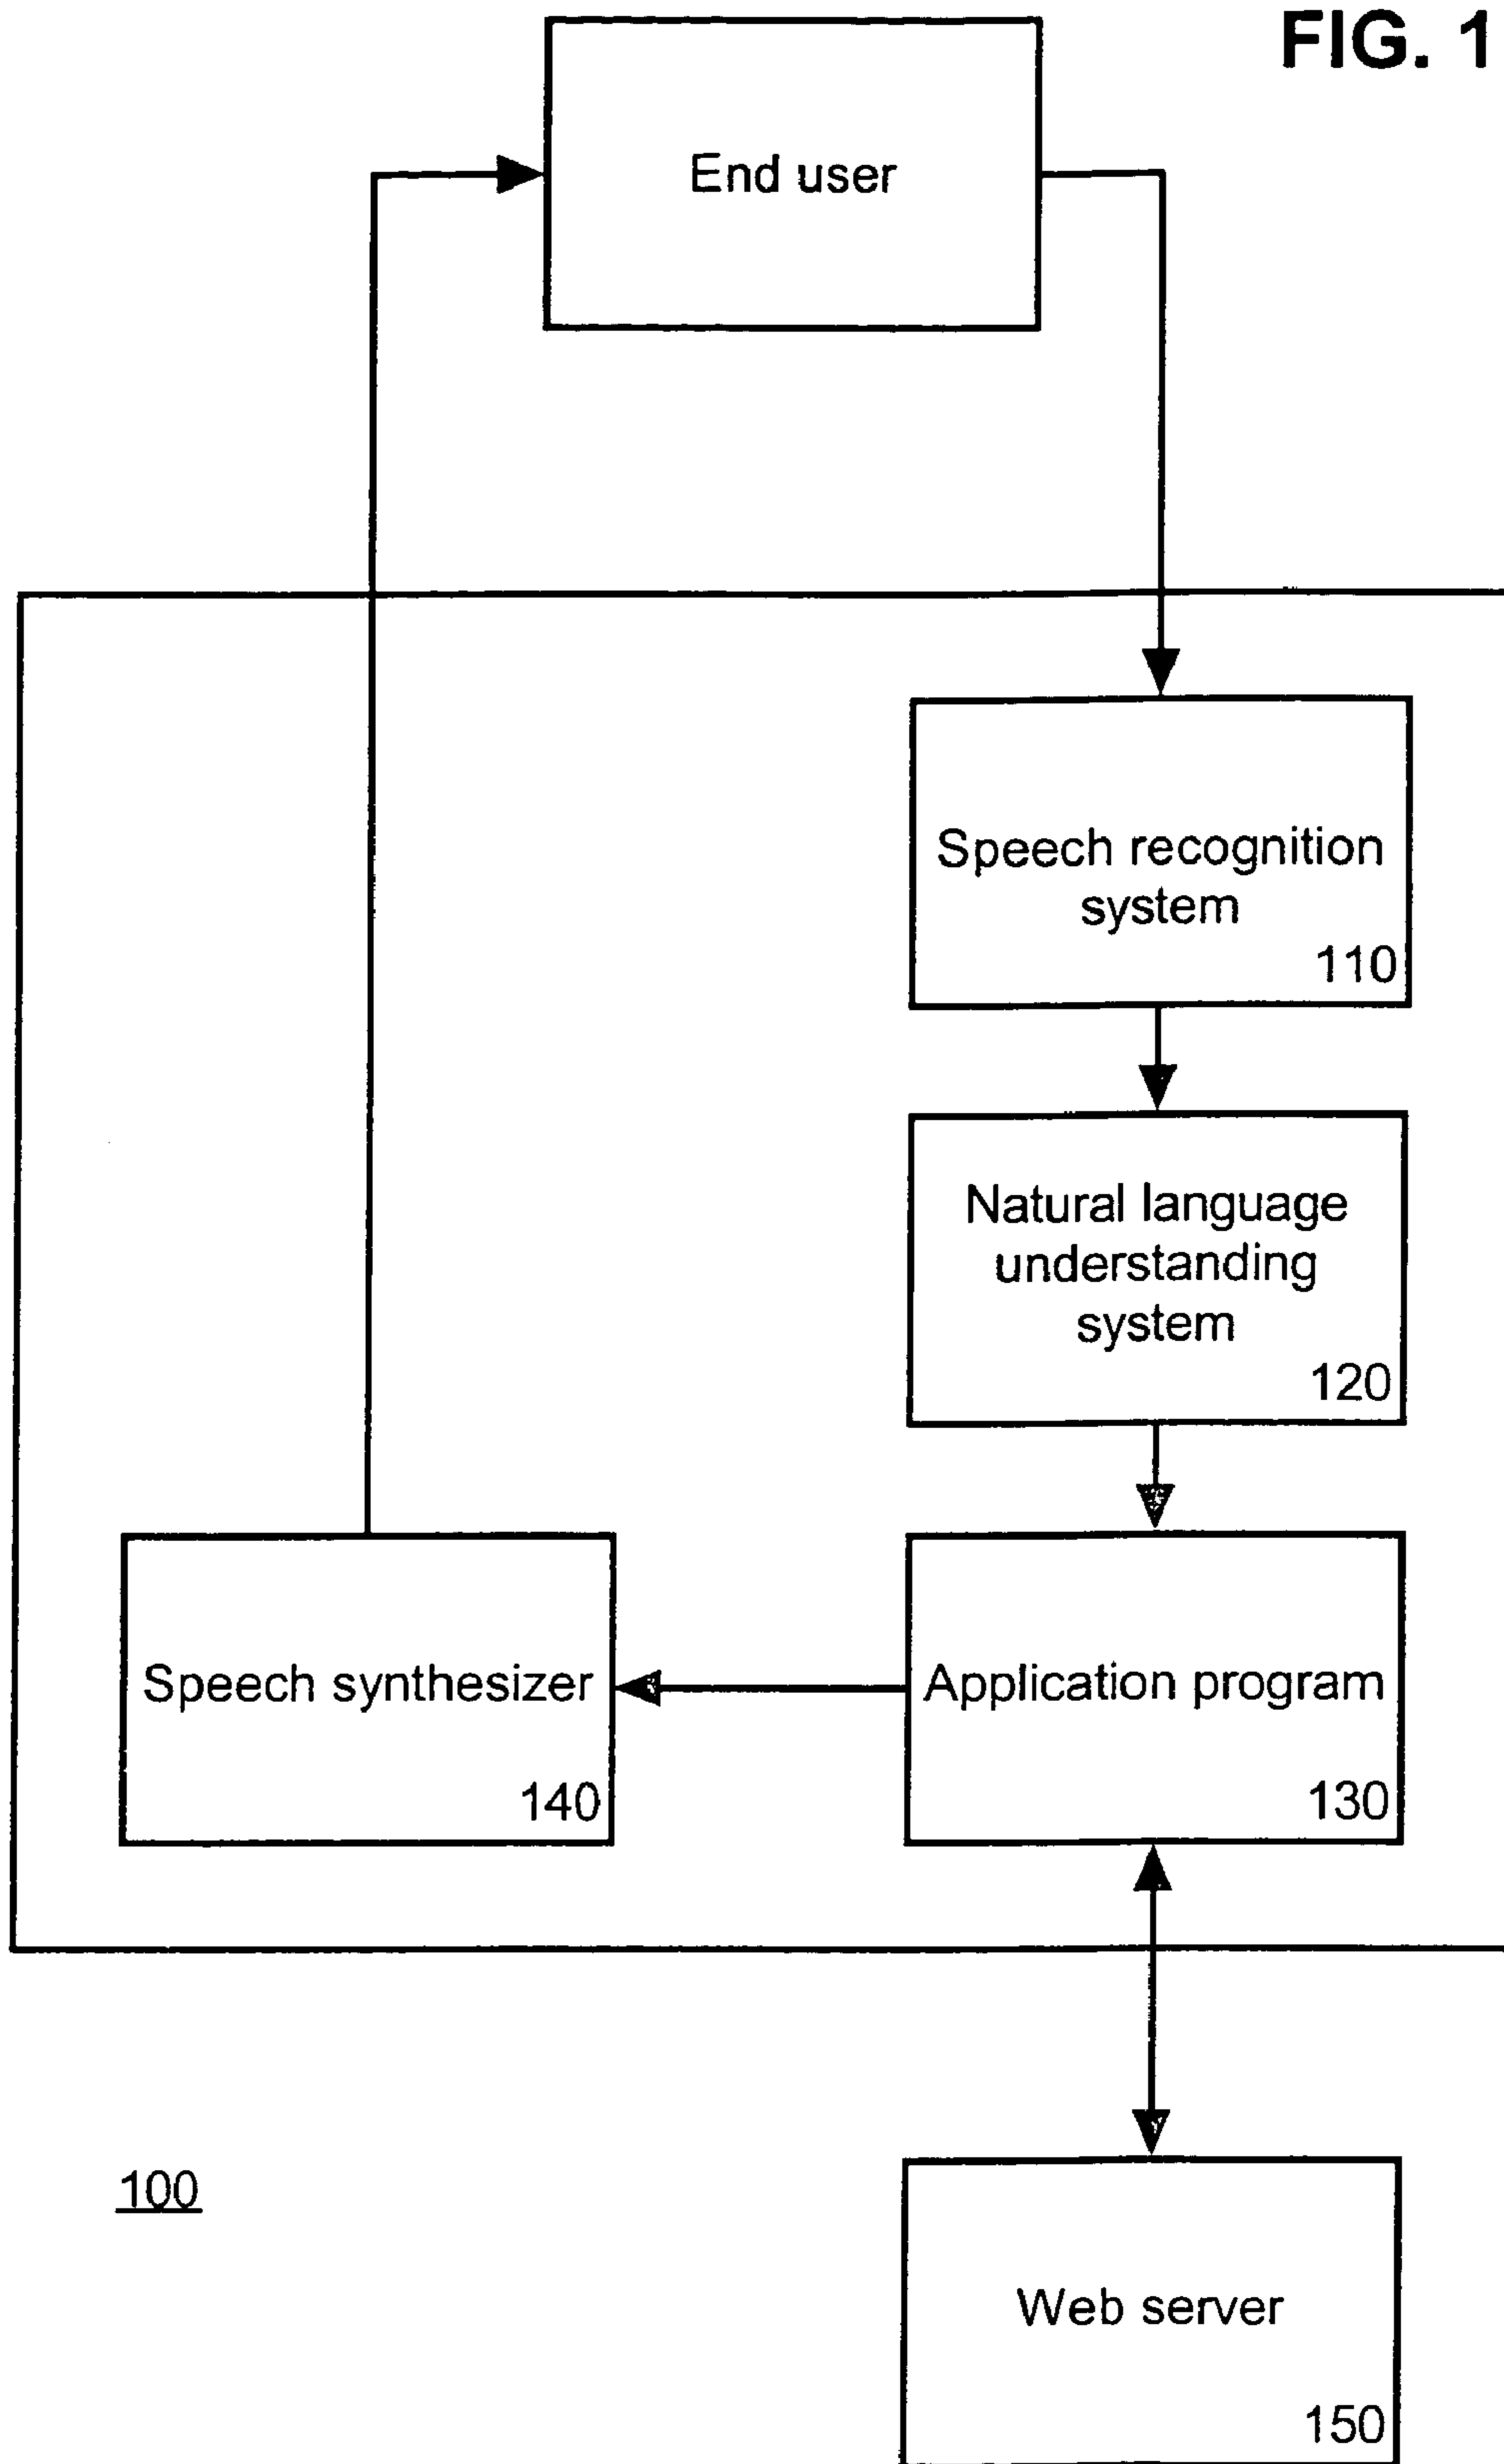 FIG. 1
End user
Speech recognition
system
110
Natural language
understanding
system
120
Speech synthesizer
140
Application program
130
100
Web server
150